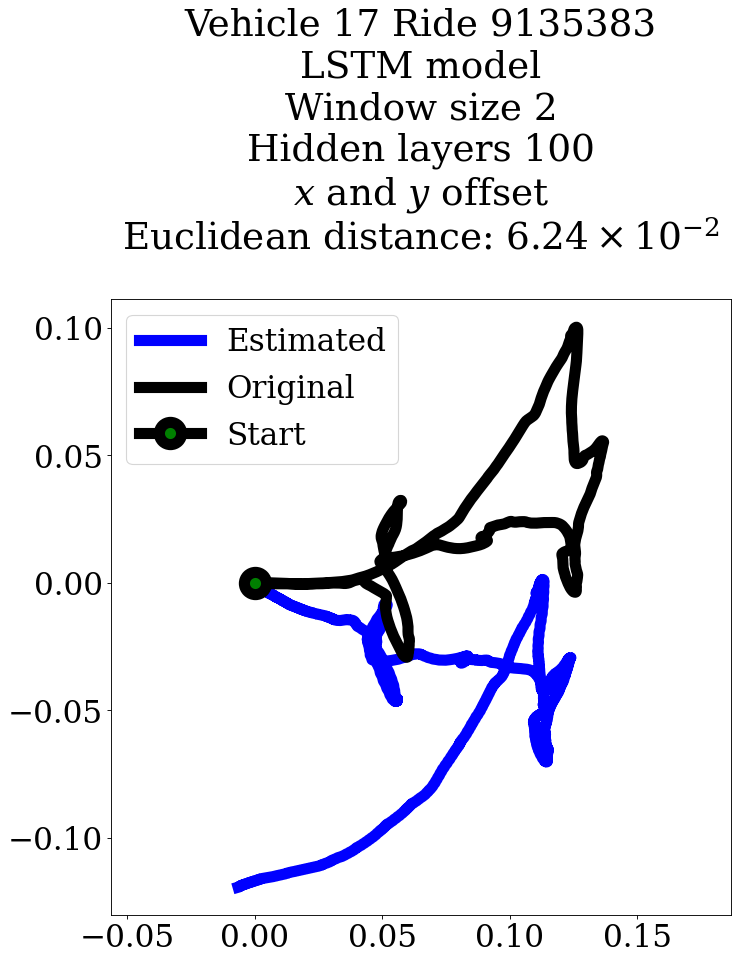 Vehicle 17 Ride 9135383
LSTM model
Window size 2
Hidden layers 100
x and y offset
Euclidean distance: 6.24 × 10⁻²
Estimated
Original
Start
0.10
0.05
0.00
−0.05
−0.10
−0.05 0.00 0.05 0.10 0.15